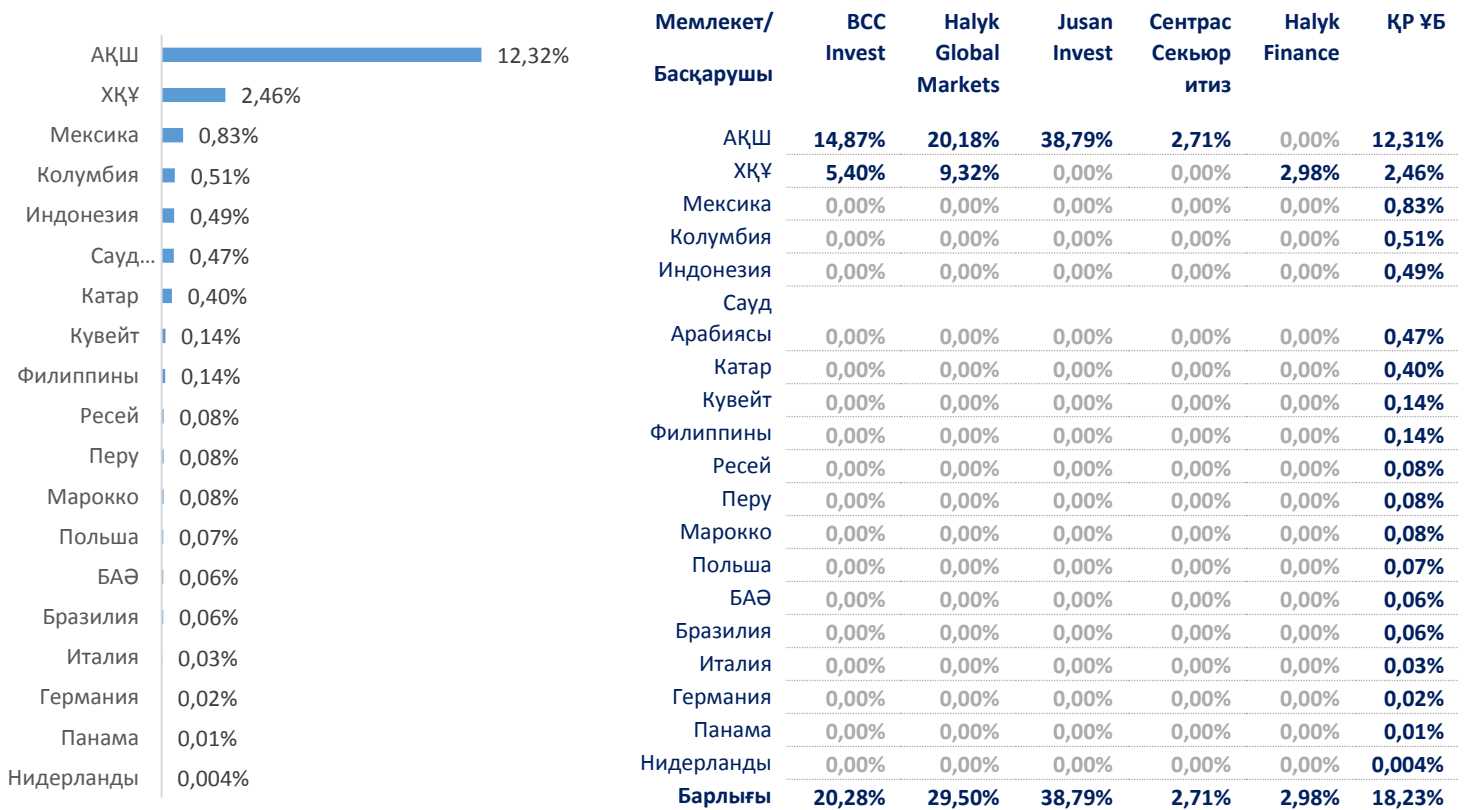 АҚШ 12,32%
ХҚҰ 2,46%
Мексика 0,83%
Колумбия 0,51%
Индонезия 0,49%
Сауд... 0,47%
Катар 0,40%
Кувейт 0,14%
Филиппины 0,14%
Ресей 0,08%
Перу 0,08%
Марокко 0,08%
Польша 0,07%
БАӘ 0,06%
Бразилия 0,06%
Италия 0,03%
Германия 0,02%
Панама 0,01%
Нидерланды 0,004%
Мемлекет/ BCC Halyk Jusan Сентрас Halyk ҚР ҰБ
Invest Global Invest Секьюр Finance
Басқарушы Markets итиз
АҚШ 14,87% 20,18% 38,79% 2,71% 0,00% 12,31%
ХҚҰ 5,40% 9,32% 0,00% 0,00% 2,98% 2,46%
Мексика 0,00% 0,00% 0,00% 0,00% 0,00% 0,83%
Колумбия 0,00% 0,00% 0,00% 0,00% 0,00% 0,51%
Индонезия 0,00% 0,00% 0,00% 0,00% 0,00% 0,49%
Сауд
Арабиясы 0,00% 0,00% 0,00% 0,00% 0,00% 0,47%
Катар 0,00% 0,00% 0,00% 0,00% 0,00% 0,40%
Кувейт 0,00% 0,00% 0,00% 0,00% 0,00% 0,14%
Филиппины 0,00% 0,00% 0,00% 0,00% 0,00% 0,14%
Ресей 0,00% 0,00% 0,00% 0,00% 0,00% 0,08%
Перу 0,00% 0,00% 0,00% 0,00% 0,00% 0,08%
Марокко 0,00% 0,00% 0,00% 0,00% 0,00% 0,08%
Польша 0,00% 0,00% 0,00% 0,00% 0,00% 0,07%
БАӘ 0,00% 0,00% 0,00% 0,00% 0,00% 0,06%
Бразилия 0,00% 0,00% 0,00% 0,00% 0,00% 0,06%
Италия 0,00% 0,00% 0,00% 0,00% 0,00% 0,03%
Германия 0,00% 0,00% 0,00% 0,00% 0,00% 0,02%
Панама 0,00% 0,00% 0,00% 0,00% 0,00% 0,01%
Нидерланды 0,00% 0,00% 0,00% 0,00% 0,00% 0,004%
Барлығы 20,28% 29,50% 38,79% 2,71% 2,98% 18,23%